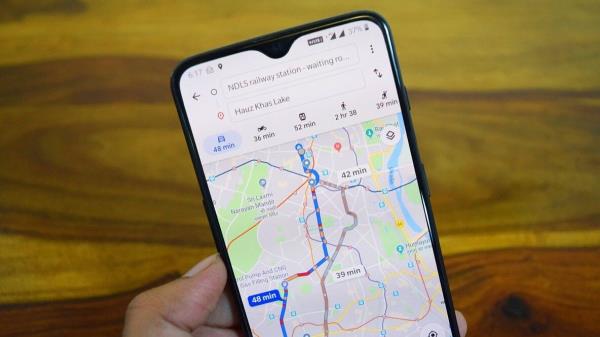 6:17
37%
NDLS railway station - waiting ro...
Hauz Khas Lake
48 min
36 min
52 min
2 hr 38
39 min
42 min
Sri Laxmi
Narayan Mandir
39 min
Pump And CNG
Gas Filling Station
48 min
Humayun